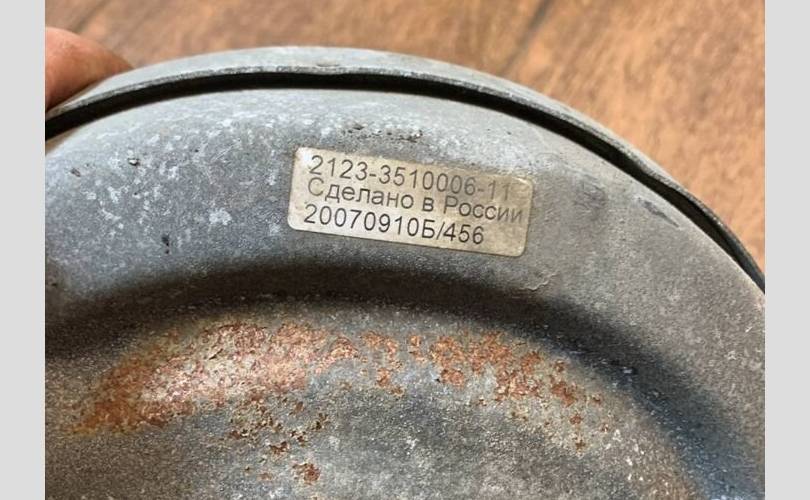 2123-3510006-11
Сделано в России
20070910Б/456